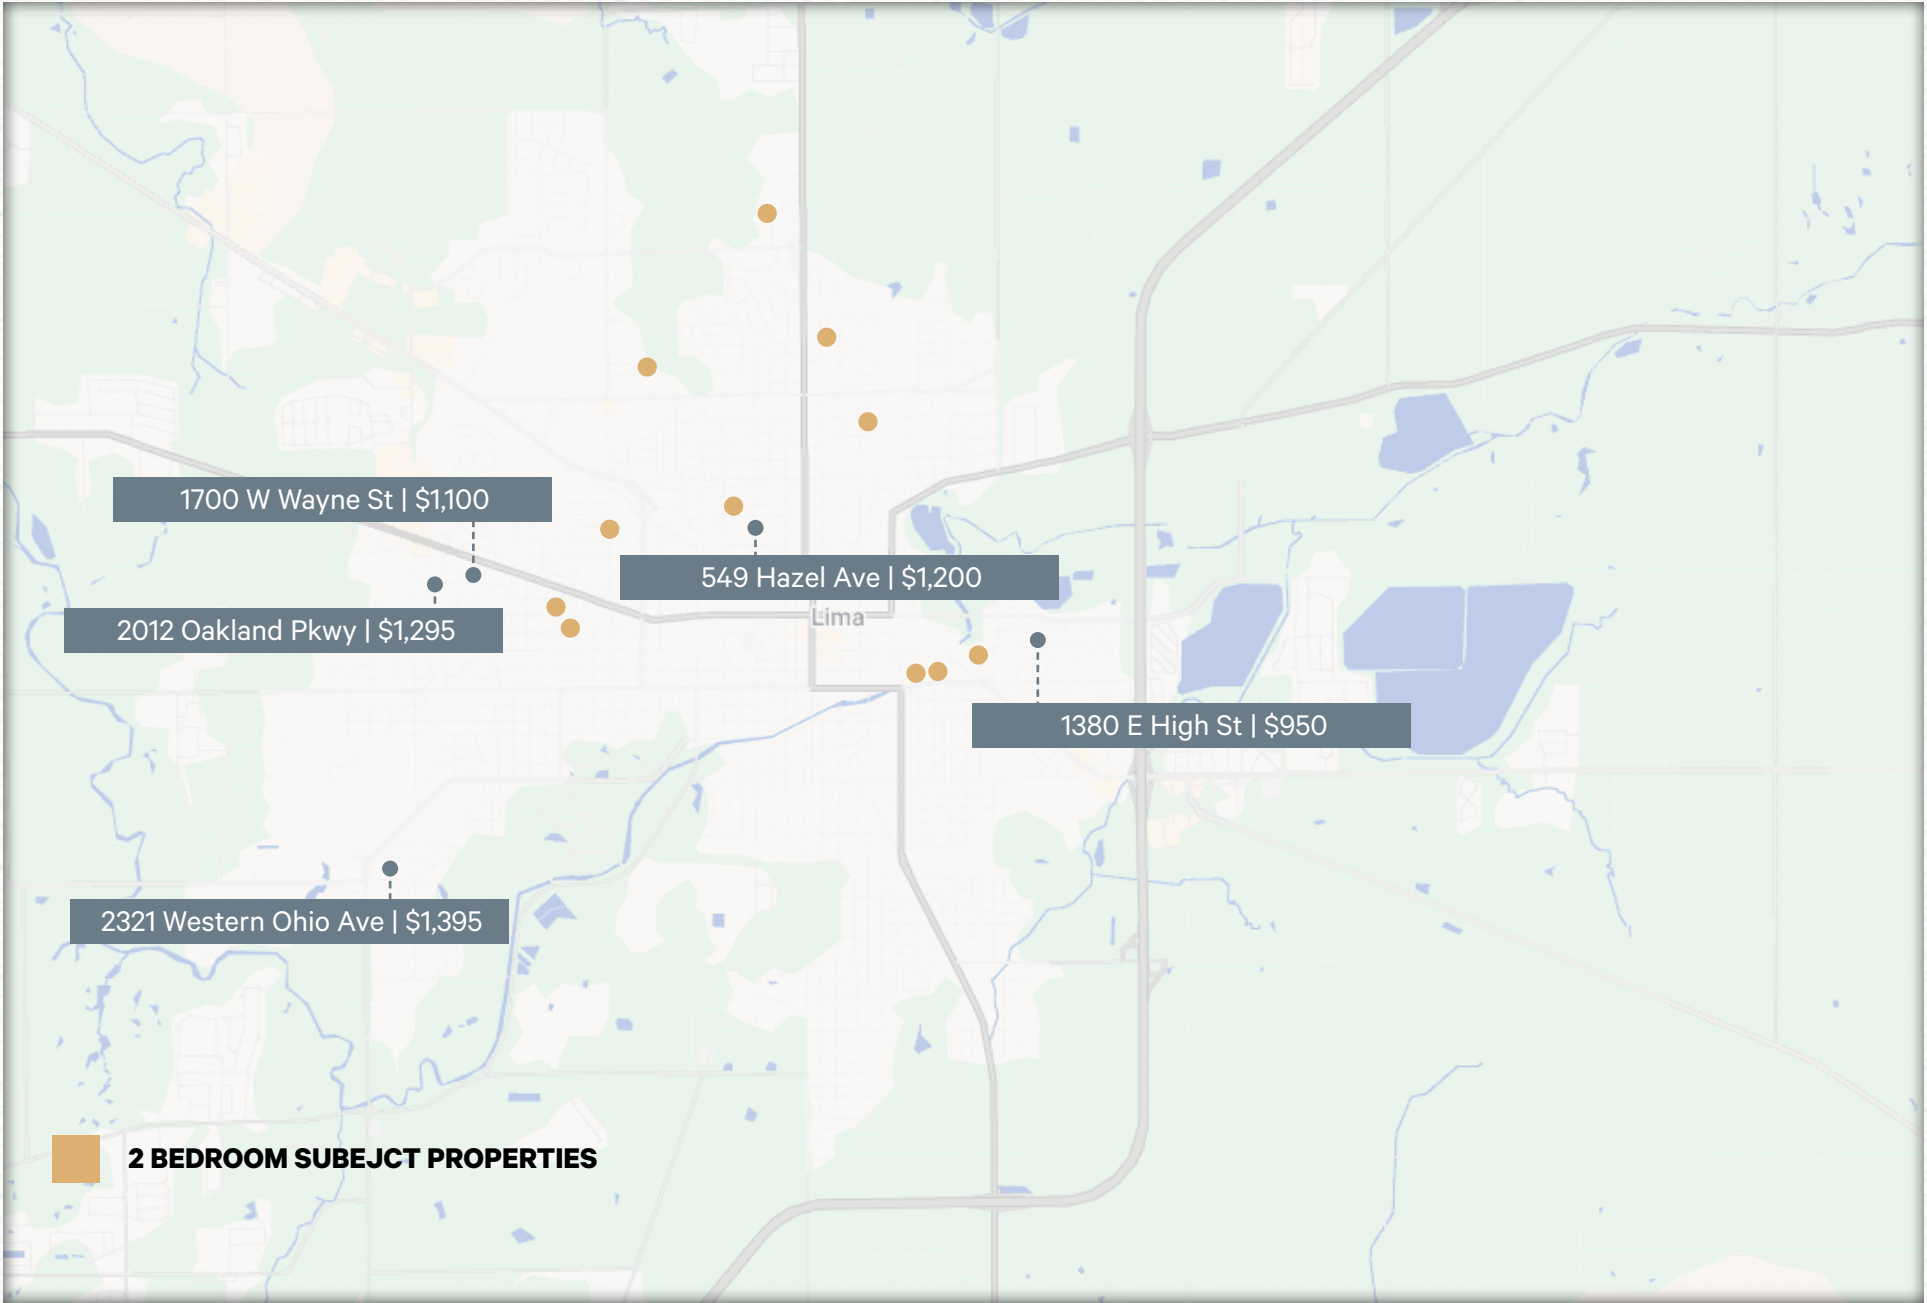 1700 W Wayne St | $1,100
549 Hazel Ave | $1,200
Lima
2012 Oakland Pkwy | $1,295
1380 E High St | $950
2321 Western Ohio Ave | $1,395
2 BEDROOM SUBEJCT PROPERTIES